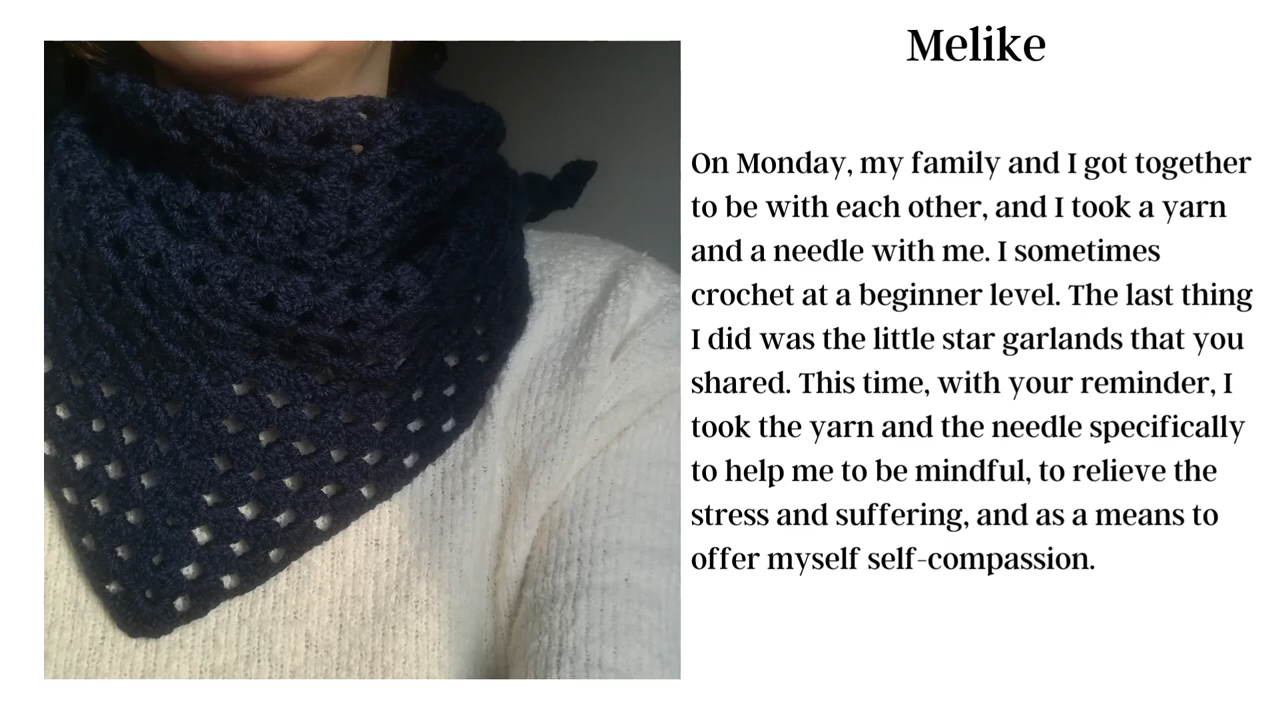 Melike
On Monday, my family and I got together
to be with each other, and I took a yarn
and a needle with me. I sometimes
crochet at a beginner level. The last thing
I did was the little star garlands that you
shared. This time, with your reminder, I
took the yarn and the needle specifically
to help me to be mindful, to relieve the
stress and suffering, and as a means to
offer myself self-compassion.